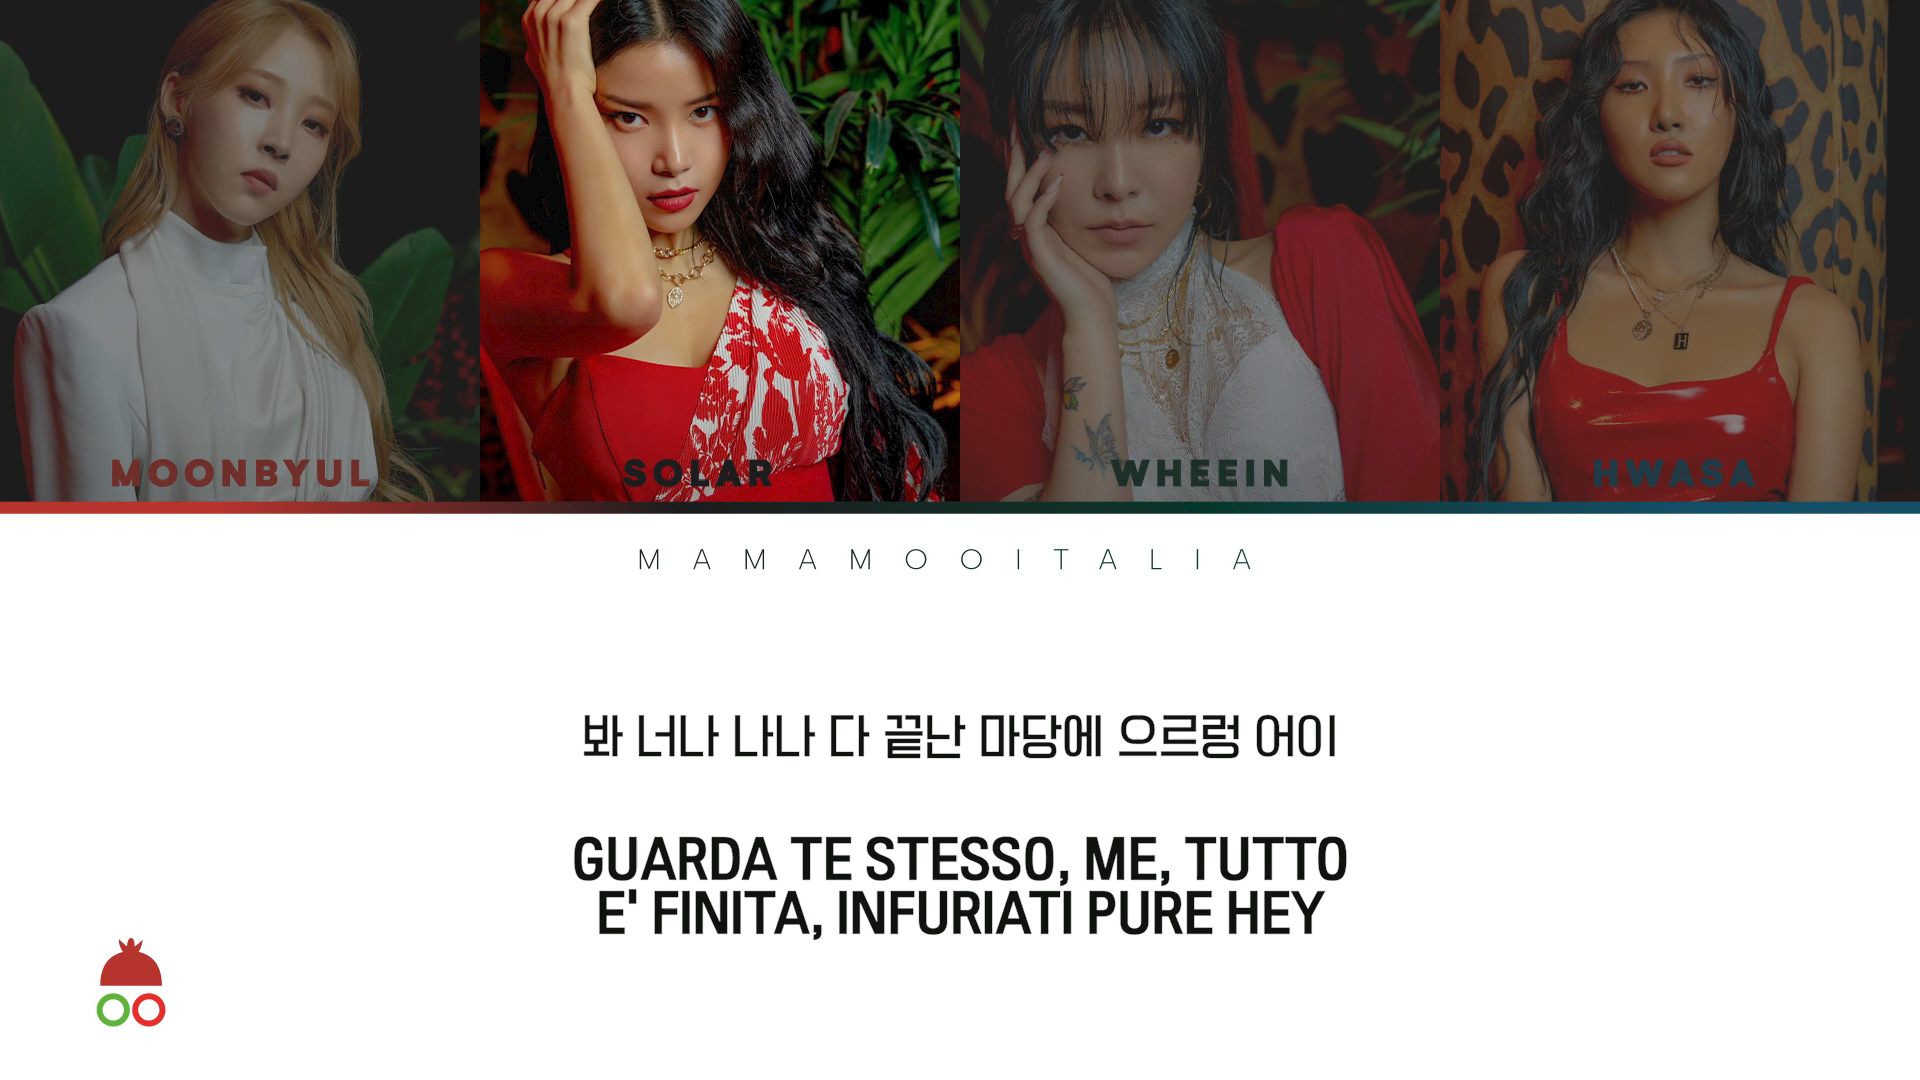 MOONBYUL
SOLAR
WHEEIN
HWASA
MAMAMOOITALIA
봐 너나 나나 다 끝난 마당에 으르렁 어이
GUARDA TE STESSO, ME, TUTTO
E' FINITA, INFURIATI PURE HEY